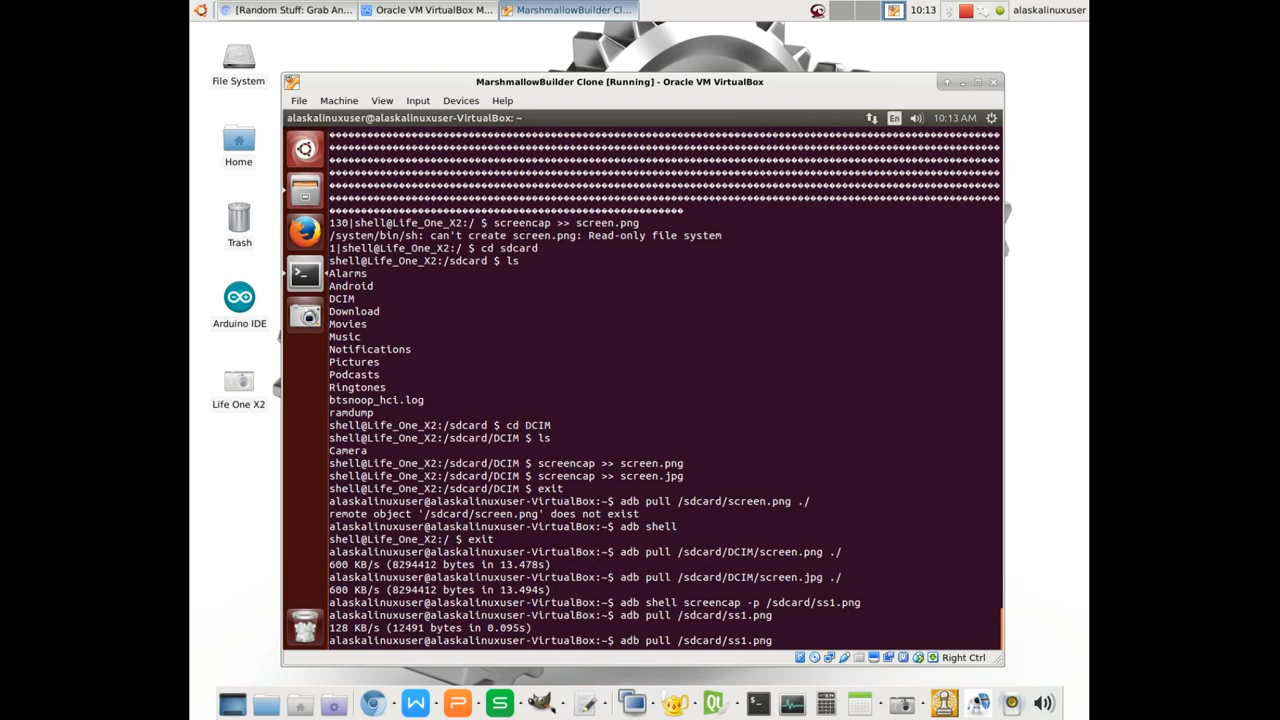 [Random Stuff: Grab An...
Oracle VM VirtualBox M...
MarshmallowBuilder Clo...
10:13
alaskalinuxuser
File System
Home
Trash
Arduino IDE
Life One X2
MarshmallowBuilder Clone [Running] - Oracle VM VirtualBox
File Machine View Input Devices Help
alaskalinuxuser@alaskalinuxuser-VirtualBox: ~
En
10:13 AM
130|shell@Life_One_X2:/ $ screencap >> screen.png
/system/bin/sh: can't create screen.png: Read-only file system
1|shell@Life_One_X2:/ $ cd sdcard
shell@Life_One_X2:/sdcard $ ls
Alarms
Android
DCIM
Download
Movies
Music
Notifications
Pictures
Podcasts
Ringtones
btsnoop_hci.log
ramdump
shell@Life_One_X2:/sdcard $ cd DCIM
shell@Life_One_X2:/sdcard/DCIM $ ls
Camera
shell@Life_One_X2:/sdcard/DCIM $ screencap >> screen.png
shell@Life_One_X2:/sdcard/DCIM $ screencap >> screen.jpg
shell@Life_One_X2:/sdcard/DCIM $ exit
alaskalinuxuser@alaskalinuxuser-VirtualBox:~$ adb pull /sdcard/screen.png ./
remote object '/sdcard/screen.png' does not exist
alaskalinuxuser@alaskalinuxuser-VirtualBox:~$ adb shell
shell@Life_One_X2:/ $ exit
alaskalinuxuser@alaskalinuxuser-VirtualBox:~$ adb pull /sdcard/DCIM/screen.png ./
600 KB/s (8294412 bytes in 13.478s)
alaskalinuxuser@alaskalinuxuser-VirtualBox:~$ adb pull /sdcard/DCIM/screen.jpg ./
600 KB/s (8294412 bytes in 13.494s)
alaskalinuxuser@alaskalinuxuser-VirtualBox:~$ adb shell screencap -p /sdcard/ss1.png
alaskalinuxuser@alaskalinuxuser-VirtualBox:~$ adb pull /sdcard/ss1.png
128 KB/s (12491 bytes in 0.095s)
alaskalinuxuser@alaskalinuxuser-VirtualBox:~$ adb pull /sdcard/ss1.png
Right Ctrl
W
P
S
Qt